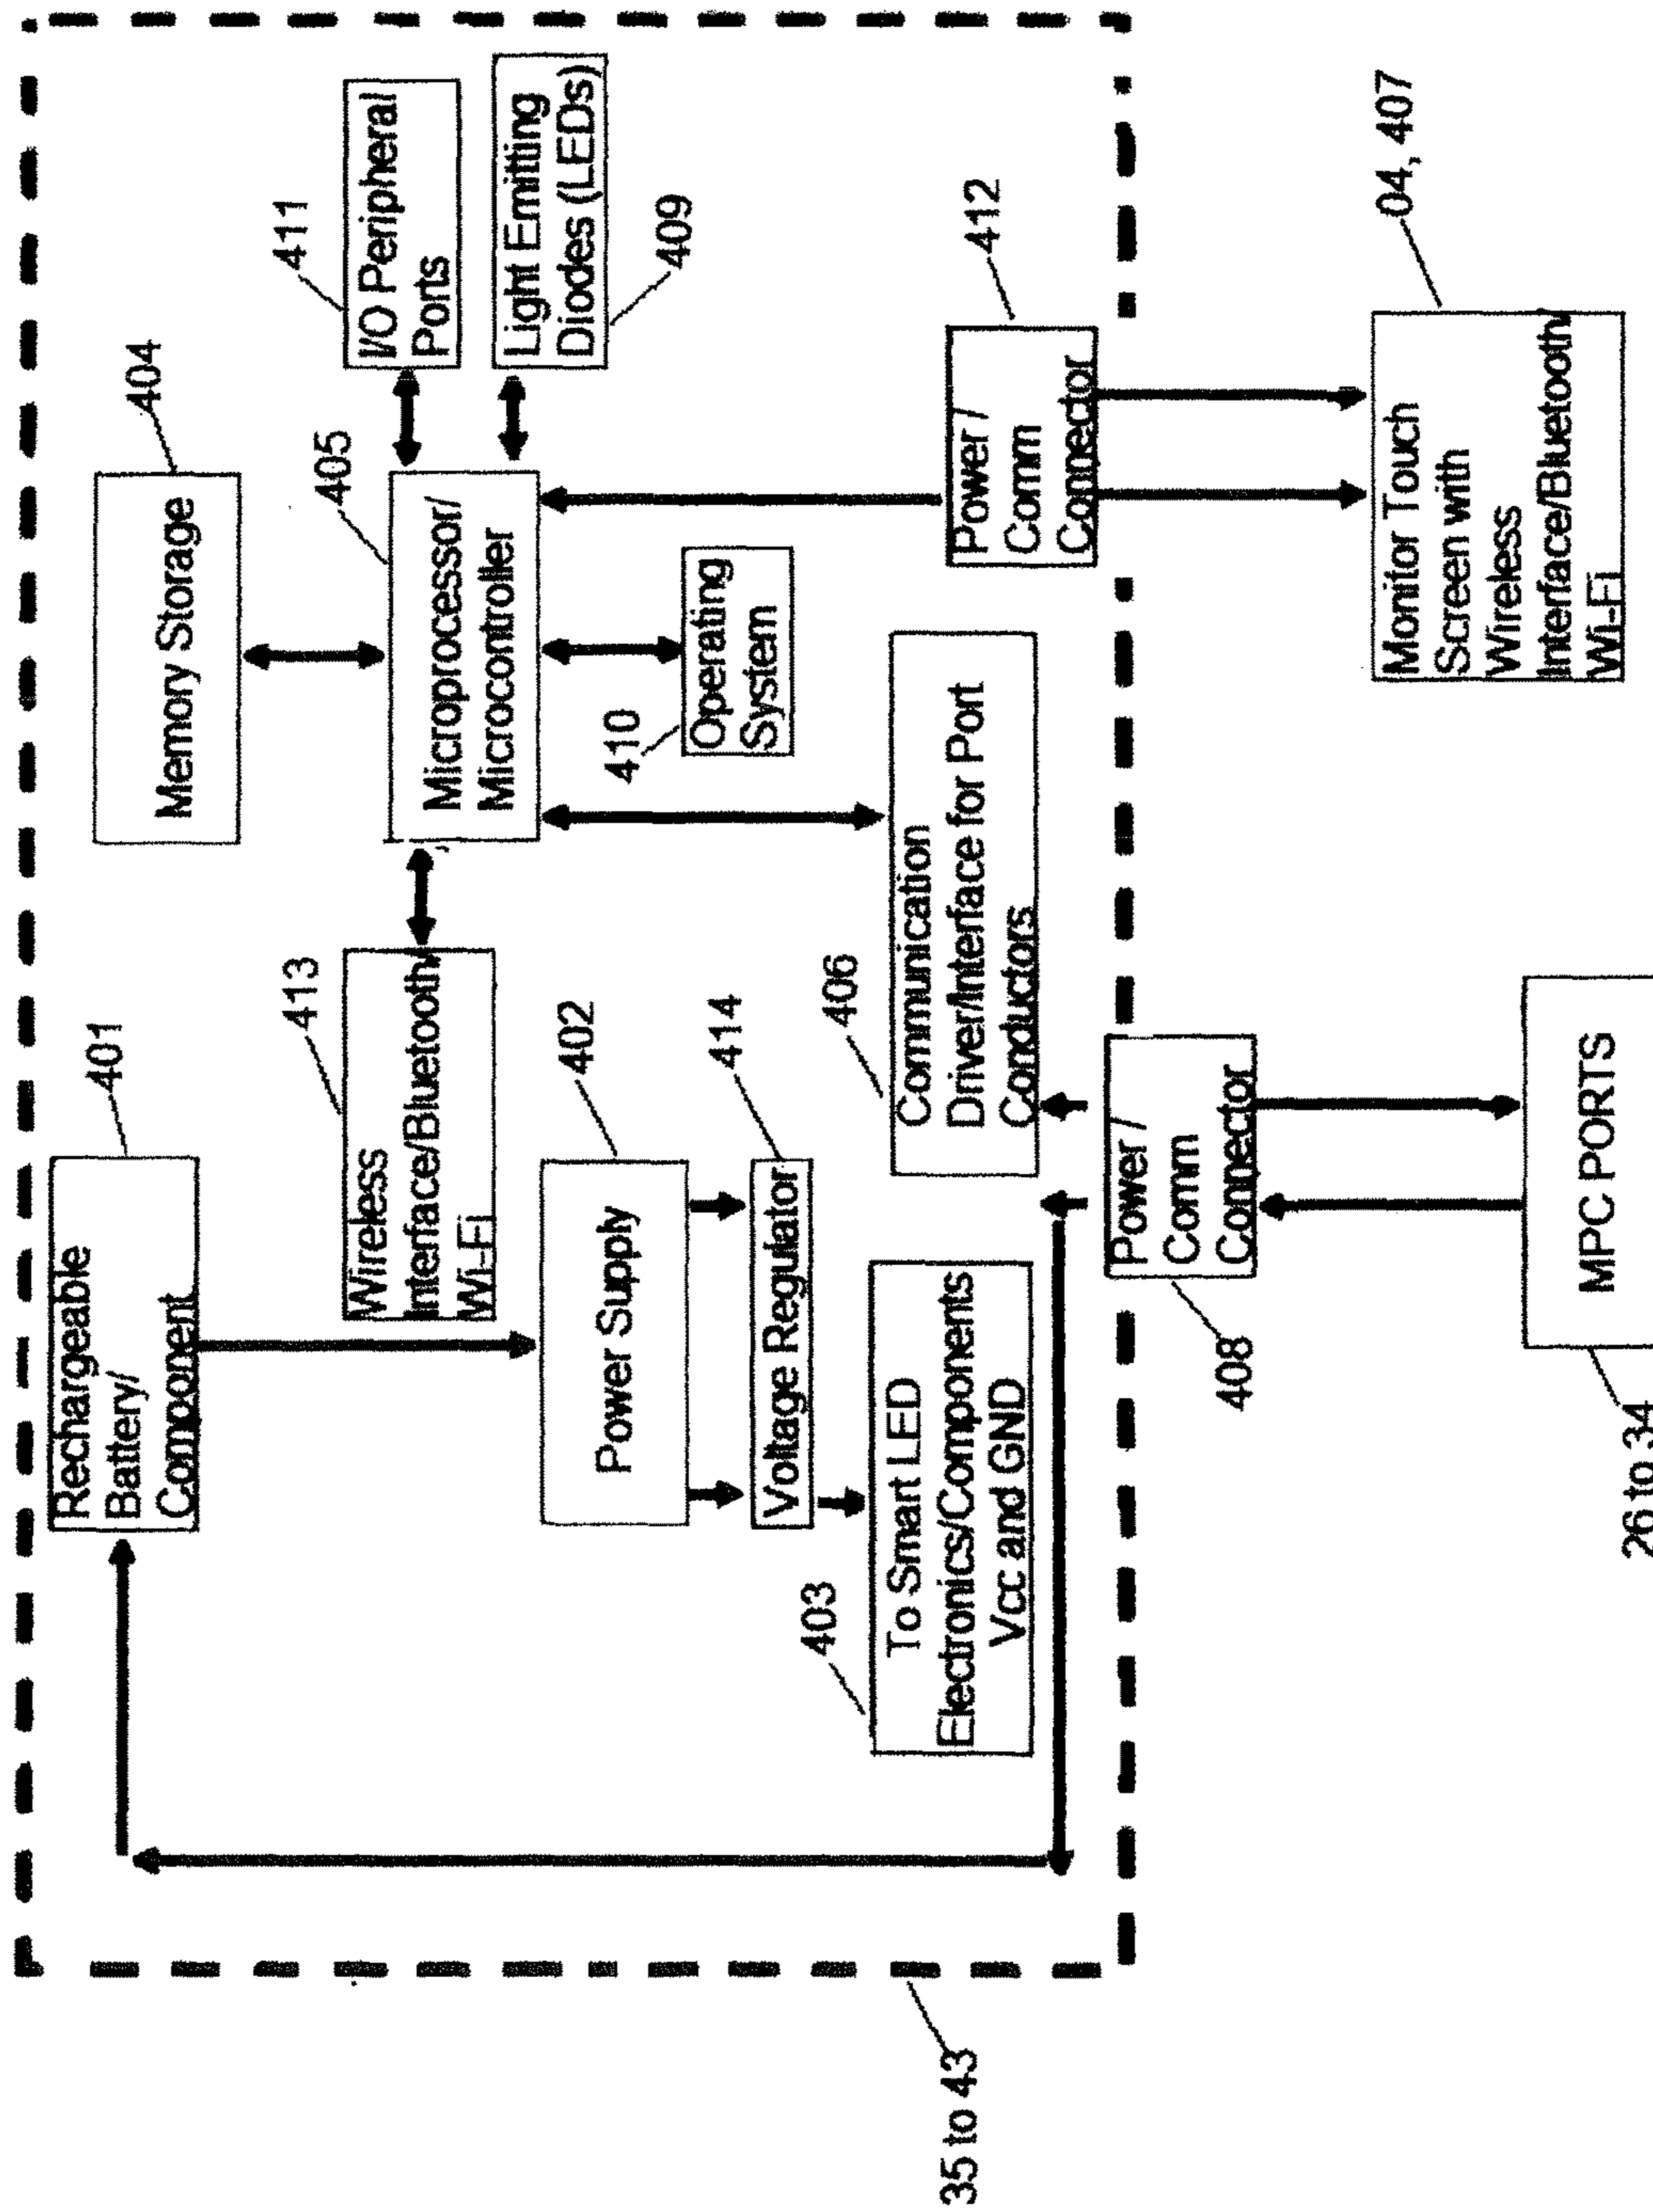 401
Rechargeable
Battery/
Component
404
Memory Storage
413
Wireless
Interface/Bluetooth/
Wi-Fi
405
Microprocessor/
Microcontroller
411
I/O Peripheral
Ports
Light Emitting
Diodes (LEDs)
409
402
Power Supply
414
Voltage Regulator
410
Operating
System
403
To Smart LED
Electronics/Components
Vcc and GND
406
Communication
Driver/Interface for Port
Conductors
412
Power /
Comm
Connector
35 to 43
Power /
Comm
Connector
408
04, 407
Monitor Touch
Screen with
Wireless
Interface/Bluetooth/
Wi-Fi
MPC PORTS
26 to 34